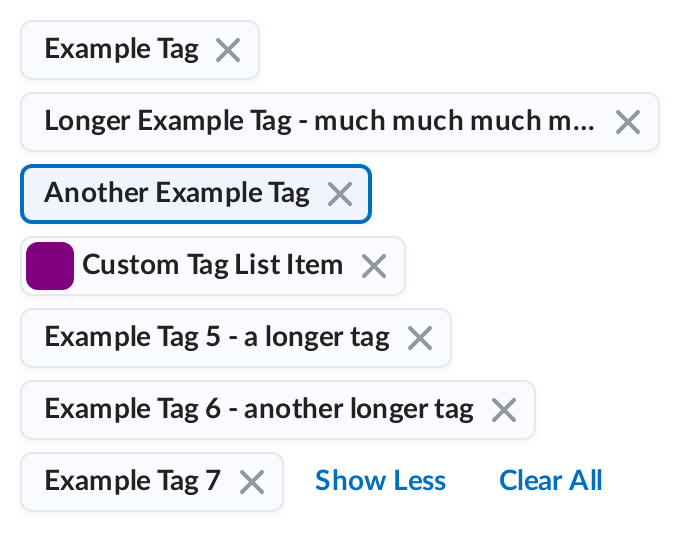 Example Tag
Longer Example Tag - much much much m...
Another Example Tag
Custom Tag List Item
Example Tag 5 - a longer tag
Example Tag 6 - another longer tag
Example Tag 7 Show Less Clear All